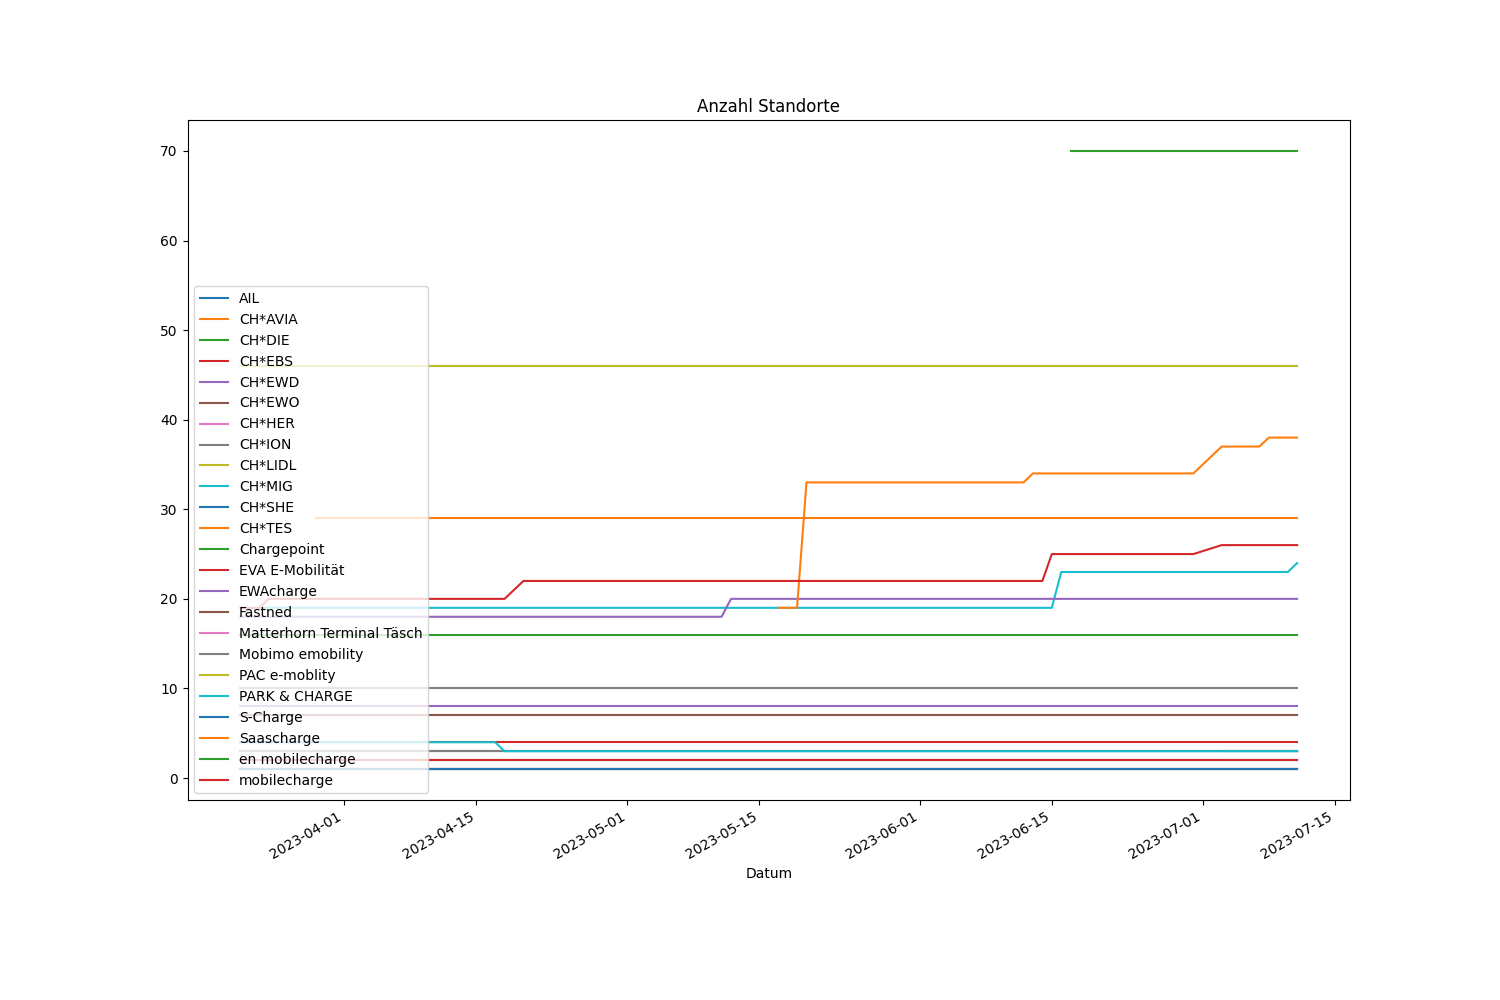 Anzahl Standorte
70
60
50
40
30
20
10
0
AIL
CH*AVIA
CH*DIE
CH*EBS
CH*EWD
CH*EWO
CH*HER
CH*ION
CH*LIDL
CH*MIG
CH*SHE
CH*TES
Chargepoint
EVA E-Mobilität
EWAcharge
Fastned
Matterhorn Terminal Täsch
Mobimo emobility
PAC e-moblity
PARK & CHARGE
S-Charge
Saascharge
en mobilecharge
mobilecharge
2023-04-01
2023-04-15
2023-05-01
2023-05-15
2023-06-01
2023-06-15
2023-07-01
2023-07-15
Datum